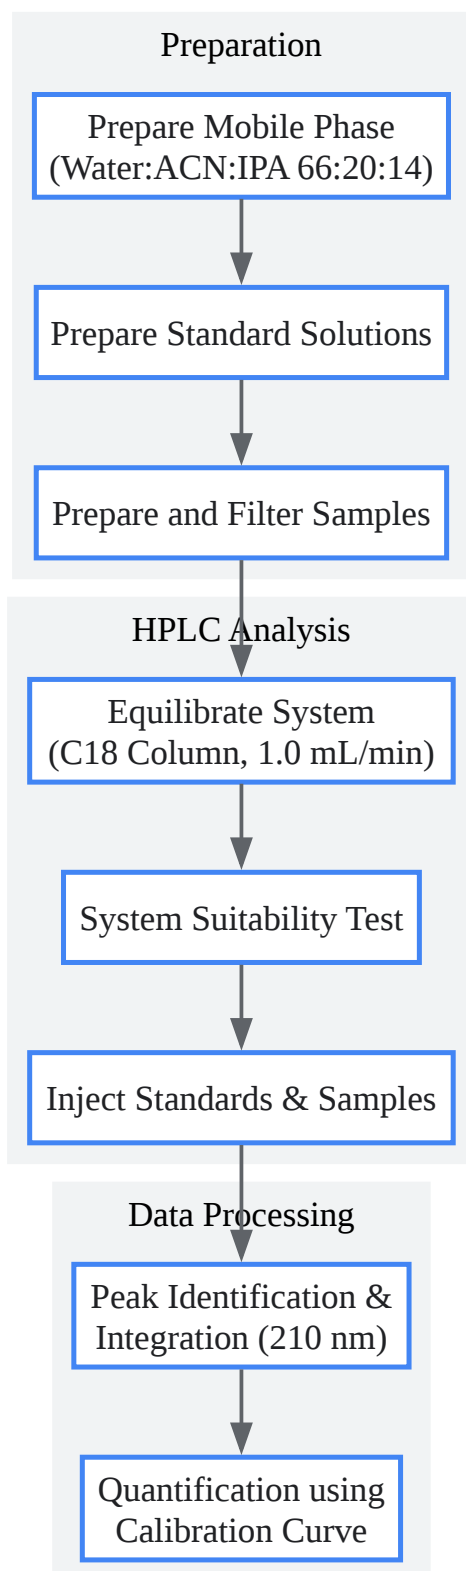 Preparation
Prepare Mobile Phase
(Water:ACN:IPA 66:20:14)
Prepare Standard Solutions
Prepare and Filter Samples
HPLC Analysis
Equilibrate System
(C18 Column, 1.0 mL/min)
System Suitability Test
Inject Standards & Samples
Data Processing
Peak Identification &
Integration (210 nm)
Quantification using
Calibration Curve